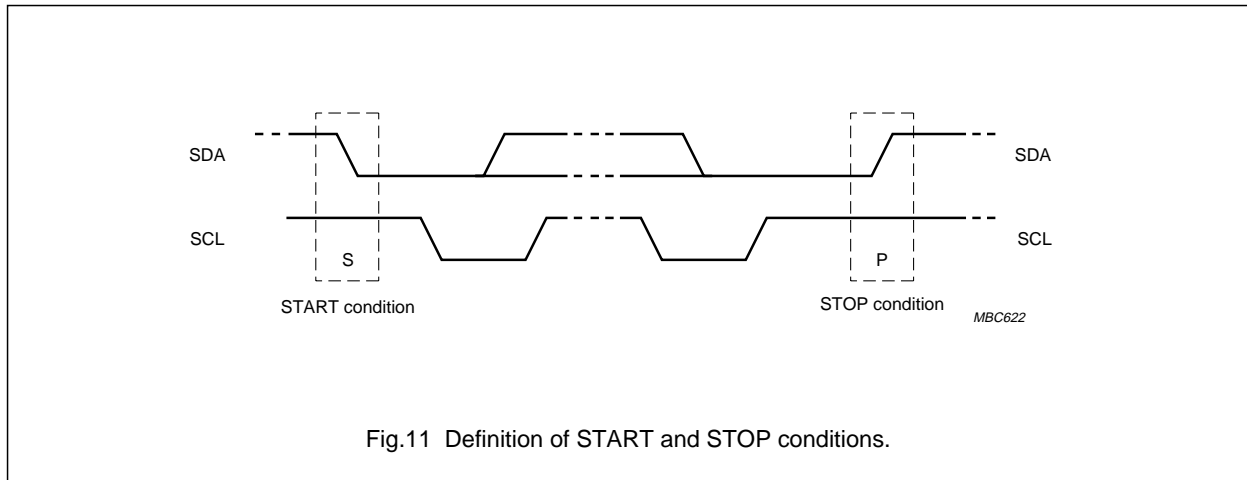 SDA
SDA
SCL
SCL
S
P
START condition
STOP condition
MBC622
Fig.11 Definition of START and STOP conditions.